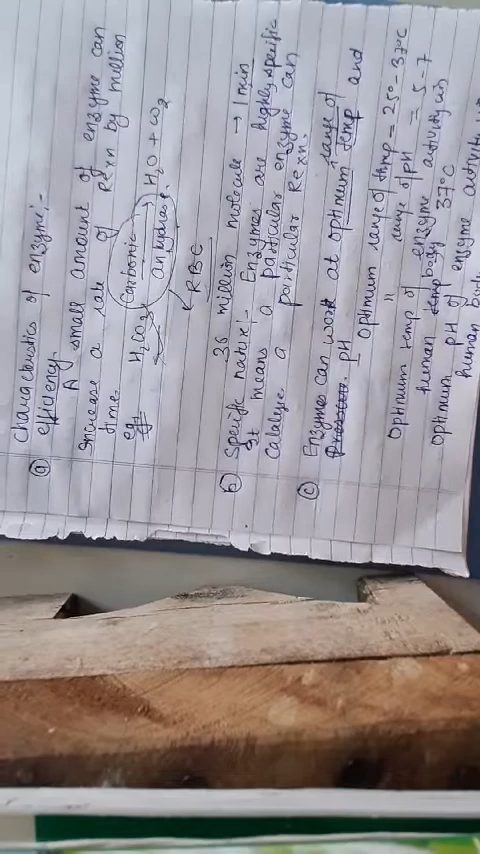 Characteristics of enzyme :-
(a) efficiency.
A small amount of enzyme can
increase a rate of Rexn by million
time.
eg H2CO3 Carbonic → H2O + CO2
anhydrase.
RBC
36 million molecule → 1 min
(b) Specific nature :- Enzymes are highly specific
It means a particular enzyme can
catalyse a particular Rexn.
(c) Enzyme can work at optimum range of
temp and
PH
optimum range of temp = 25° - 37°C
" range of pH = 5 - 7
optimum temp of enzyme activity in
human body 37°C
optimum pH of enzyme activity in
human body